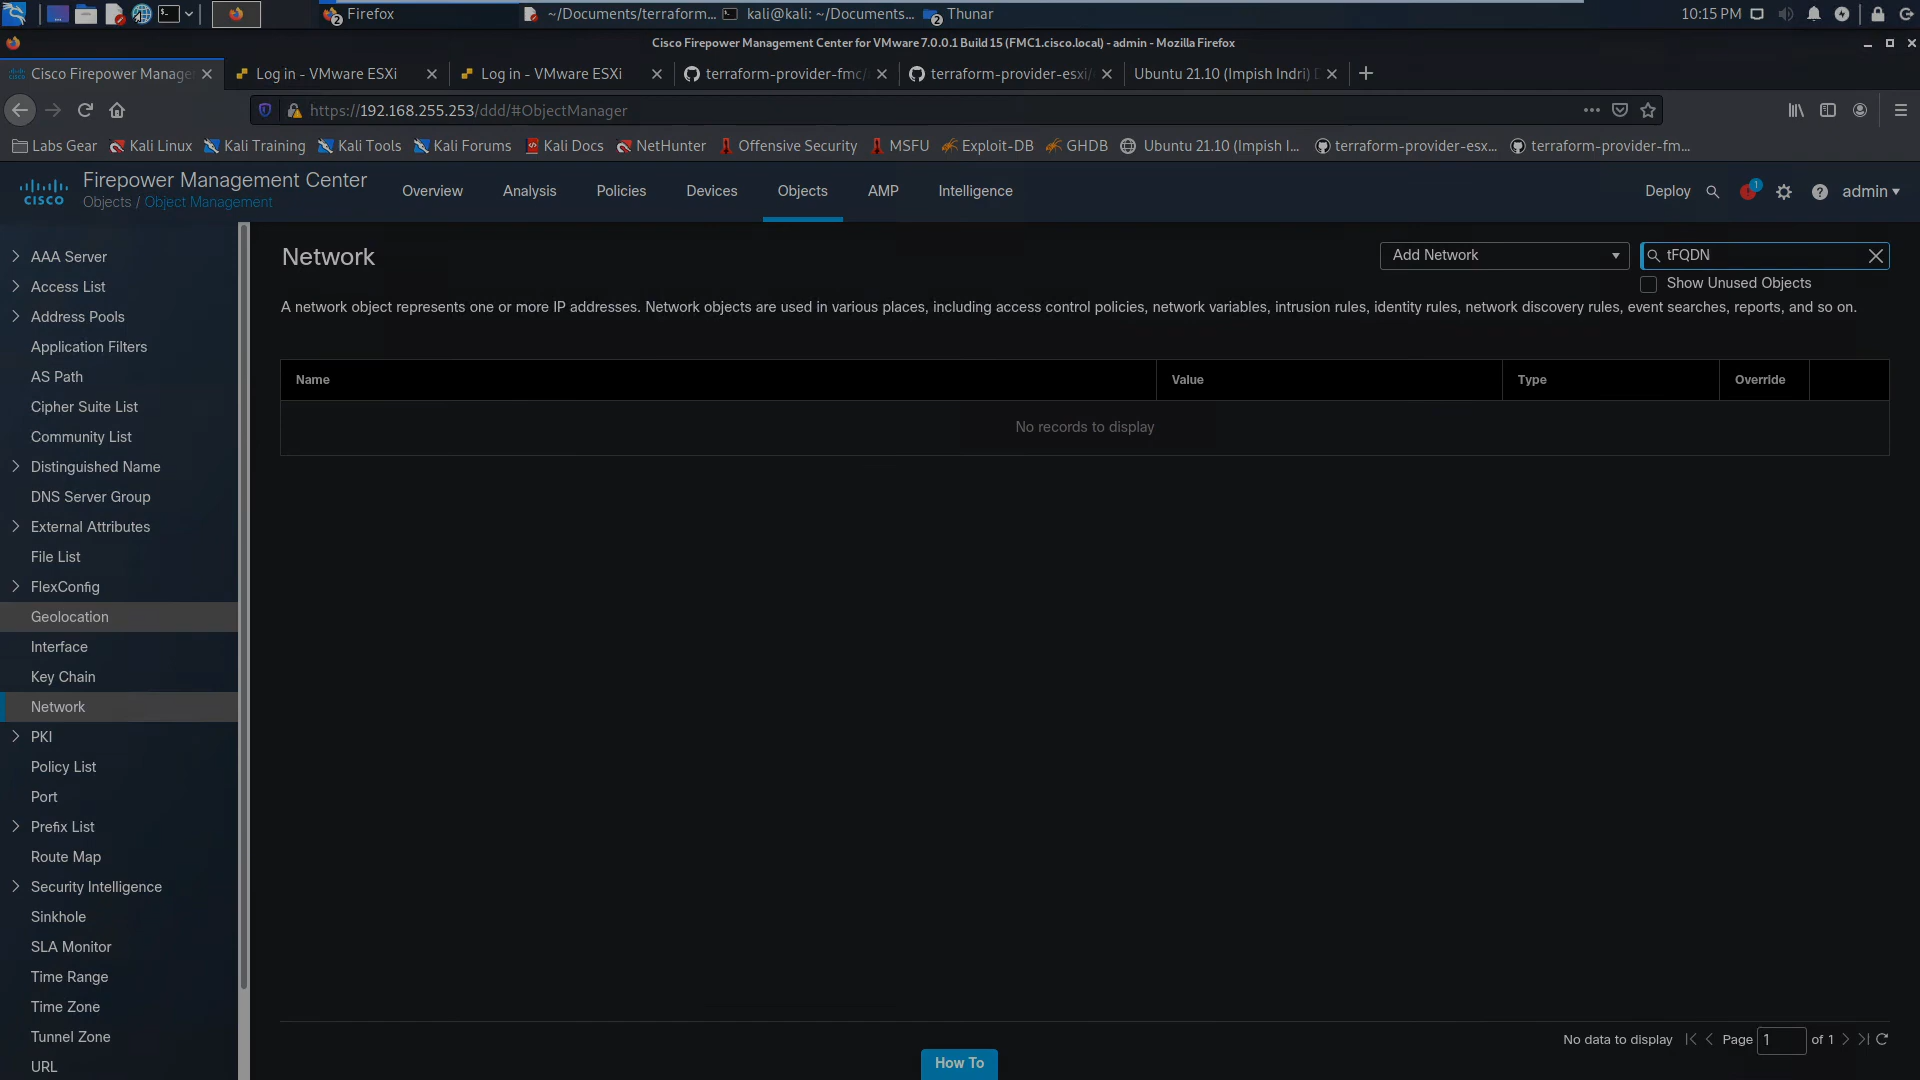 Firefox
~/Documents/terraform...
kali@kali: ~/Documents...
Thunar
10:15 PM
Cisco Firepower Management Center for VMware 7.0.0.1 Build 15 (FMC1.cisco.local) - admin - Mozilla Firefox
Cisco Firepower Manage
Log in - VMware ESXi
Log in - VMware ESXi
terraform-provider-fmc/
terraform-provider-esxi/
Ubuntu 21.10 (Impish Indri)
https://192.168.255.253/ddd/#ObjectManager
Labs Gear
Kali Linux
Kali Training
Kali Tools
Kali Forums
Kali Docs
NetHunter
Offensive Security
MSFU
Exploit-DB
GHDB
Ubuntu 21.10 (Impish I...
terraform-provider-esx...
terraform-provider-fm...
cisco
Firepower Management Center
Objects / Object Management
Overview
Analysis
Policies
Devices
Objects
AMP
Intelligence
Deploy
1
admin
AAA Server
Access List
Address Pools
Application Filters
AS Path
Cipher Suite List
Community List
Distinguished Name
DNS Server Group
External Attributes
File List
FlexConfig
Geolocation
Interface
Key Chain
Network
PKI
Policy List
Port
Prefix List
Route Map
Security Intelligence
Sinkhole
SLA Monitor
Time Range
Time Zone
Tunnel Zone
URL
Network
Add Network
tFQDN
Show Unused Objects
A network object represents one or more IP addresses. Network objects are used in various places, including access control policies, network variables, intrusion rules, identity rules, network discovery rules, event searches, reports, and so on.
Name Value Type Override
No records to display
No data to display
Page 1 of 1
How To